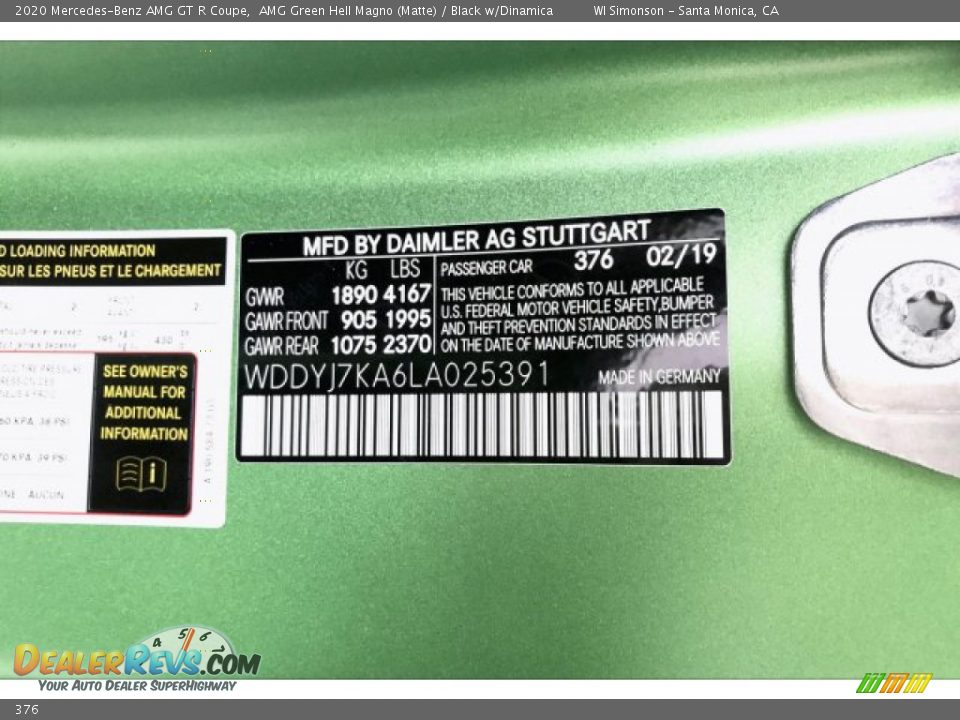 2020 Mercedes-Benz AMG GT R Coupe,  AMG Green Hell Magno (Matte) / Black w/Dinamica    WI Simonson - Santa Monica, CA
D LOADING INFORMATION
SUR LES PNEUS ET LE CHARGEMENT
SEE OWNER'S
MANUAL FOR
ADDITIONAL
INFORMATION
MFD BY DAIMLER AG STUTTGART
KG LBS
GWR 1890 4167
GAWR FRONT 905 1995
GAWR REAR 1075 2370
PASSENGER CAR 376 02/19
THIS VEHICLE CONFORMS TO ALL APPLICABLE
U.S. FEDERAL MOTOR VEHICLE SAFETY,BUMPER
AND THEFT PREVENTION STANDARDS IN EFFECT
ON THE DATE OF MANUFACTURE SHOWN ABOVE
WDDYJ7KA6LA025391
MADE IN GERMANY
4 5 6
DEALERREVS.COM
YOUR AUTO DEALER SUPERHIGHWAY
376